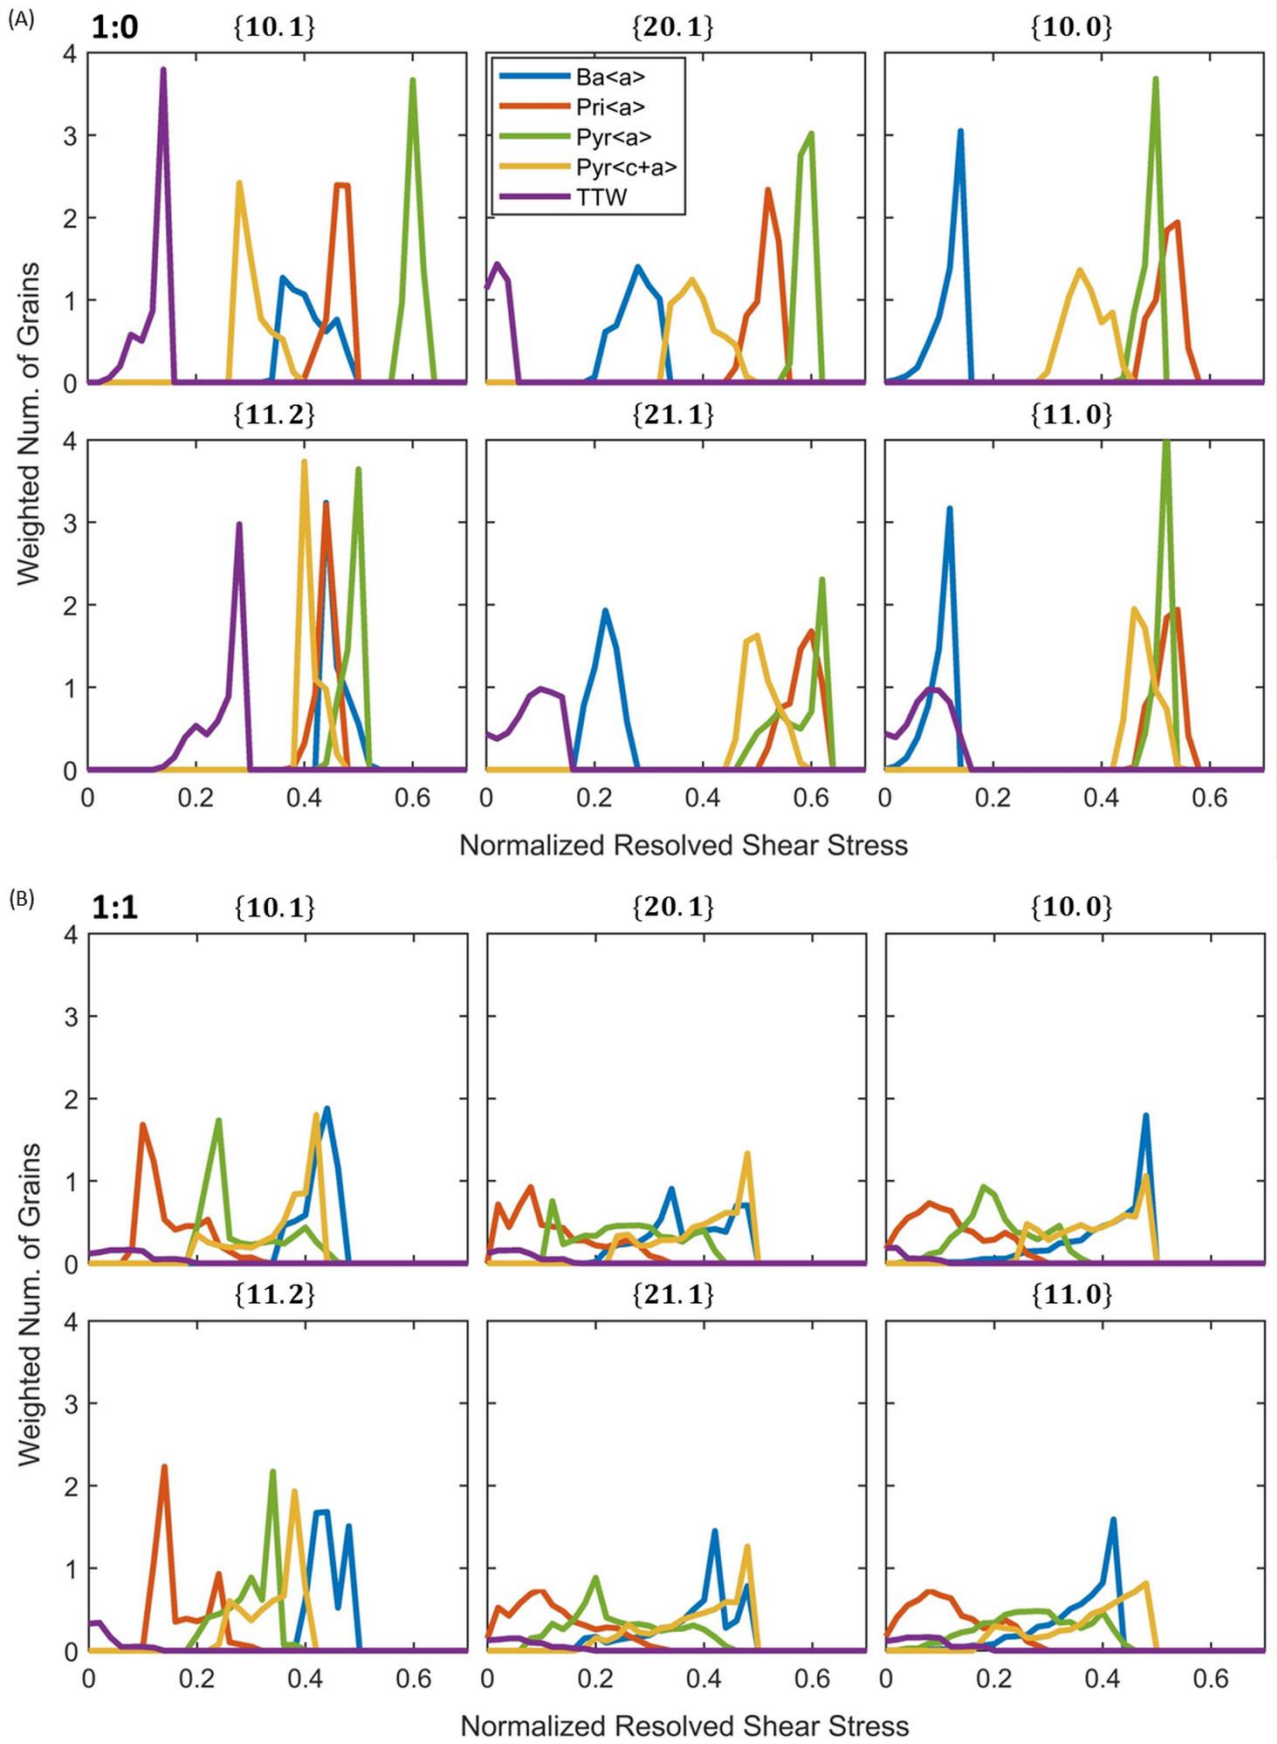 (A)
1:0 {10.1} {20.1} {10.0}
4
3
2
1
0
Ba<a>
Pri<a>
Pyr<a>
Pyr<c+a>
TTW
{11.2} {21.1} {11.0}
4
3
2
1
0
0 0.2 0.4 0.6 0 0.2 0.4 0.6 0 0.2 0.4 0.6
Weighted Num. of Grains
Normalized Resolved Shear Stress
(B)
1:1 {10.1} {20.1} {10.0}
4
3
2
1
0
{11.2} {21.1} {11.0}
4
3
2
1
0
0 0.2 0.4 0.6 0 0.2 0.4 0.6 0 0.2 0.4 0.6
Weighted Num. of Grains
Normalized Resolved Shear Stress